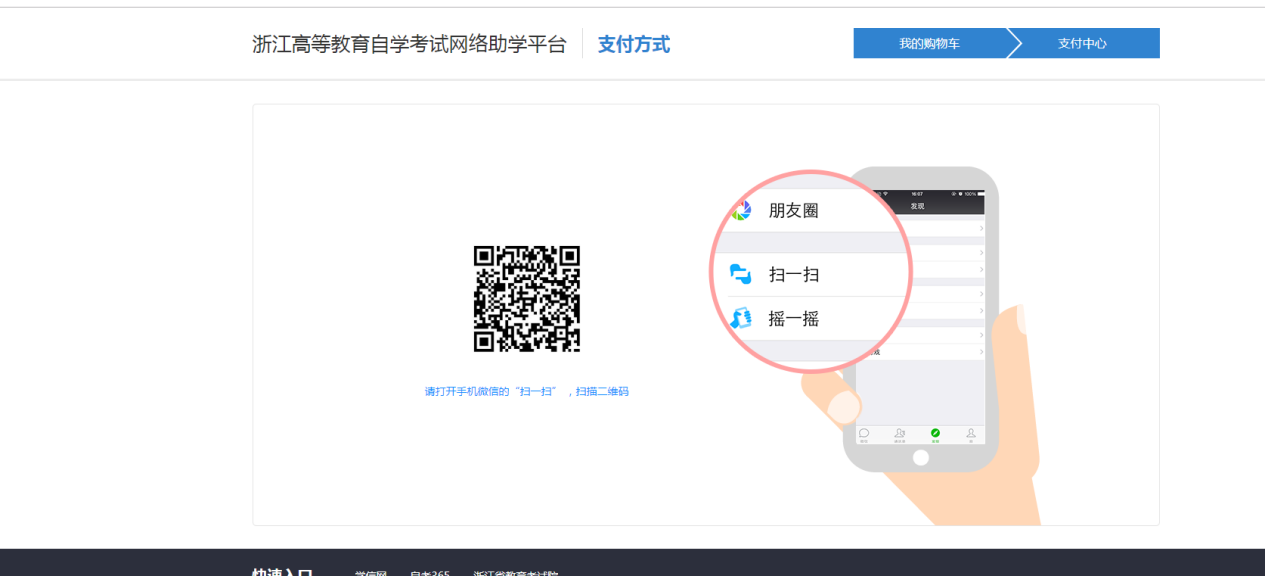 浙江高等教育自学考试网络助学平台 支付方式
我的购物车 支付中心
16:07 100%
发现
朋友圈
扫一扫
摇一摇
请打开手机微信的“扫一扫”，扫描二维码
快速入口 学信网 自考365 浙江省教育考试院